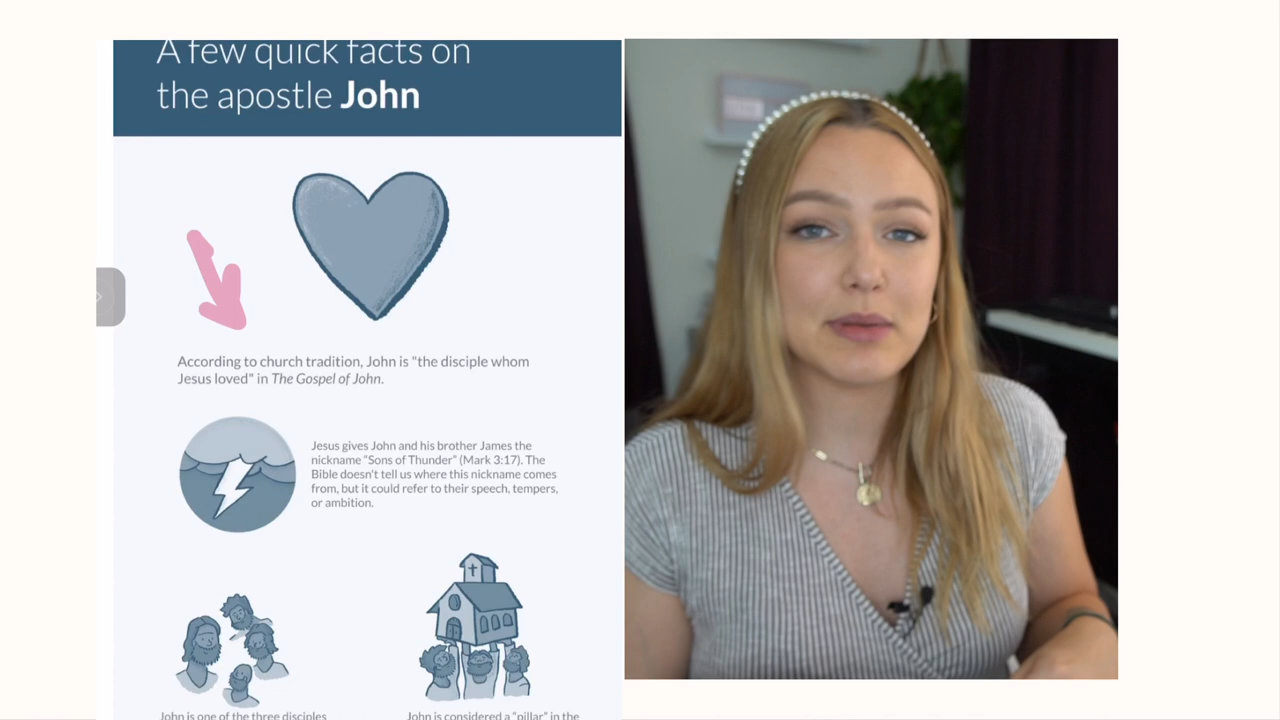 A few quick facts on
the apostle John
According to church tradition, John is "the disciple whom
Jesus loved" in The Gospel of John.
Jesus gives John and his brother James the
nickname "Sons of Thunder" (Mark 3:17). The
Bible doesn't tell us where this nickname comes
from, but it could refer to their speech, tempers,
or ambition.
John is one of the three disciples
John is considered a "pillar" in the